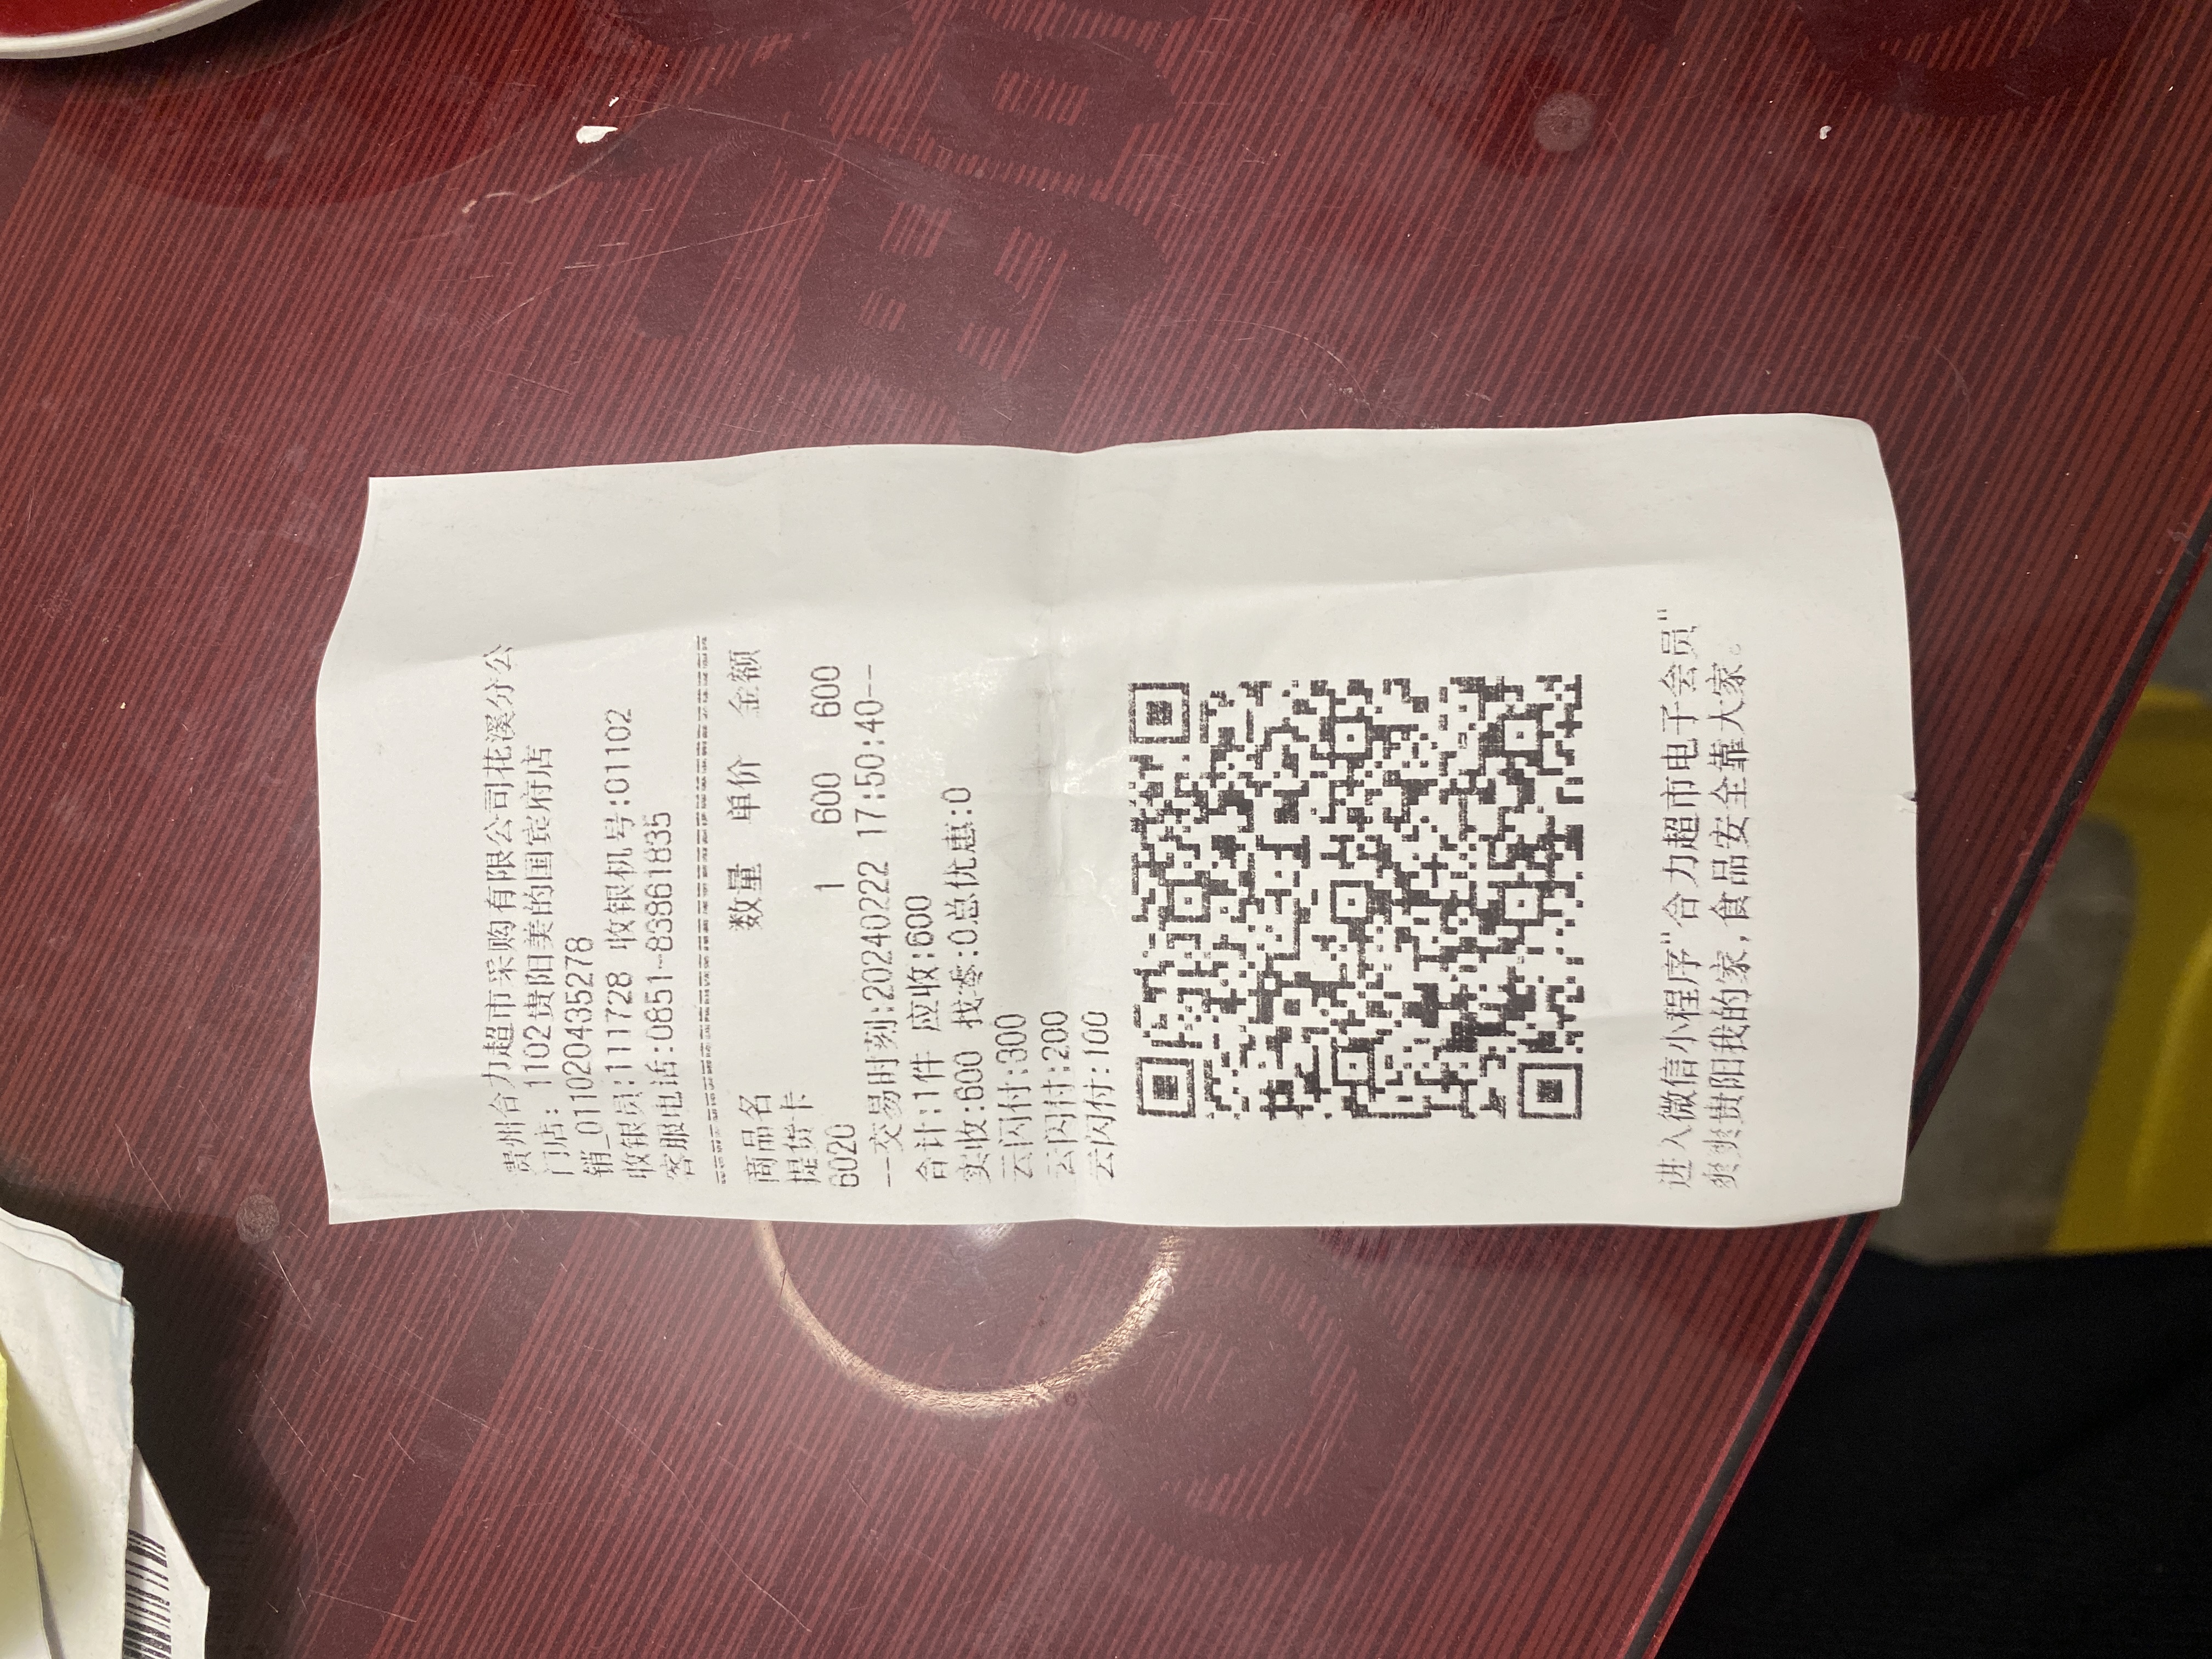 贵州合力超市采购有限公司花溪分公
门店: 1102贵阳美的国宾府店
销_0110204435278
收银员:1111728 收银机号:01102
客服电话:0851-83861835
商品名 数量 单价 金额
提货卡
6020 1 600 600
--交易时刻:20240222 17:50:40--
合计:1件 应收:600
实收:600 找零:0总优惠:0
云闪付:300
云闪付:200
云闪付:100
进入微信小程序"合力超市电子会员"
爽爽贵阳我的家,食品安全靠大家。